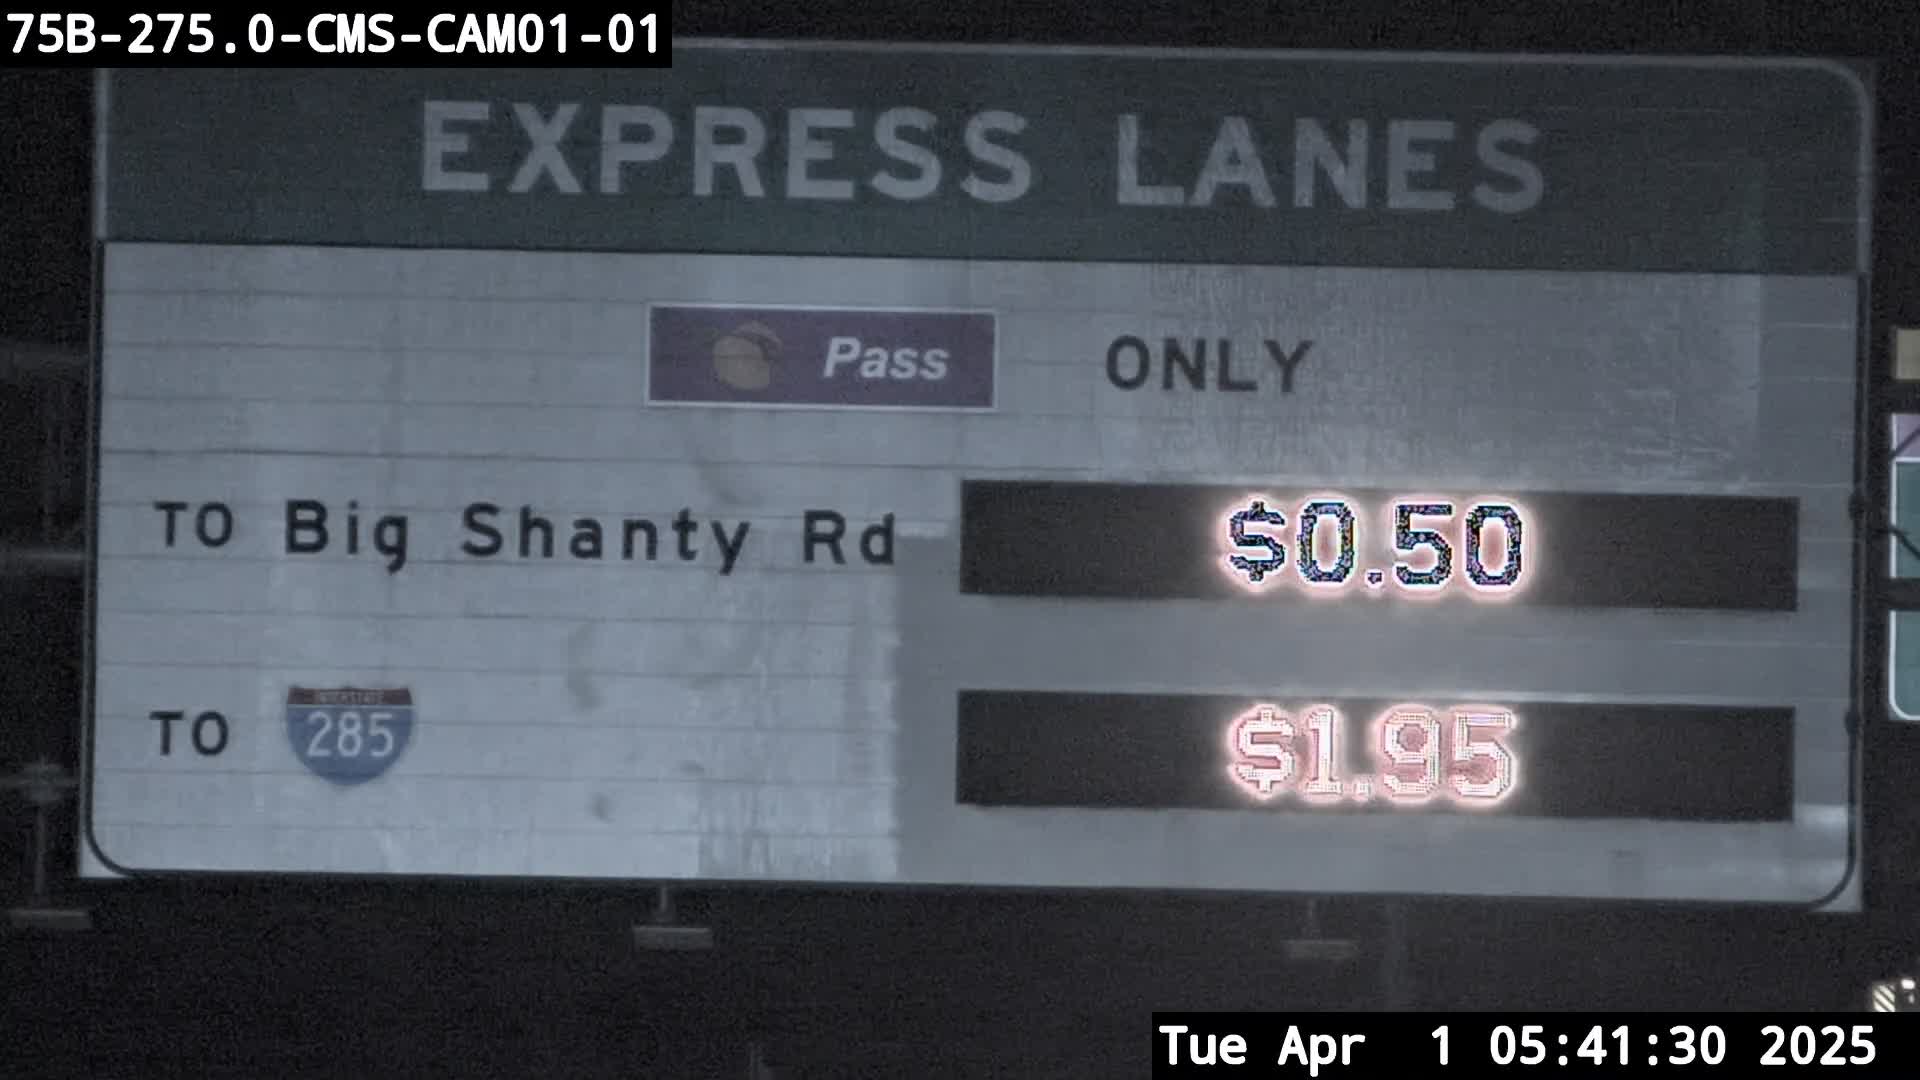 75B-275.0-CMS-CAM01-01
EXPRESS LANES
Pass ONLY
TO Big Shanty Rd $0.50
INTERSTATE
TO 285 $1.95
Tue Apr 1 05:41:30 2025